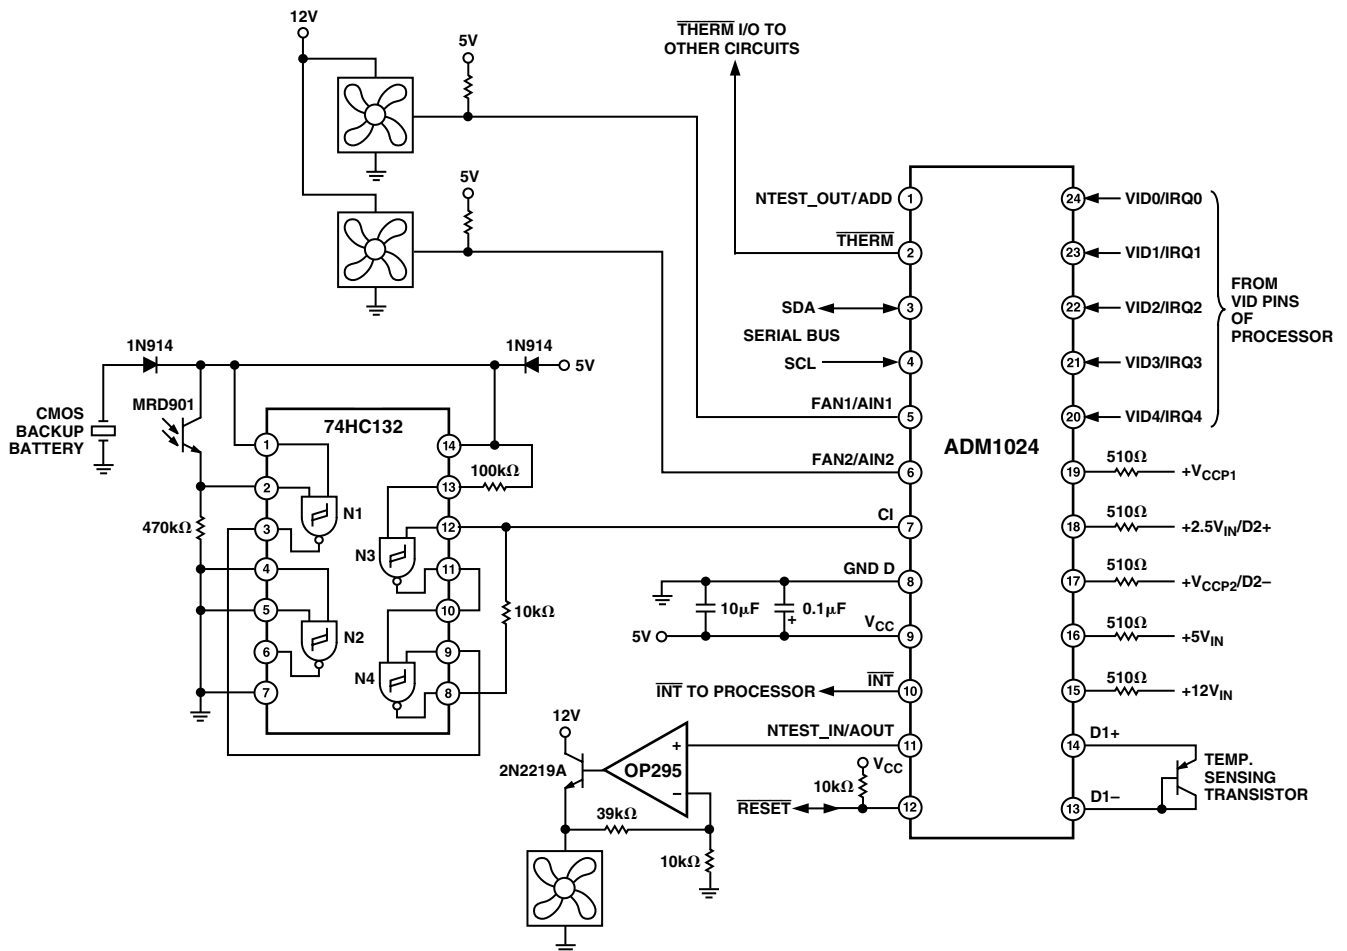 12V
5V
THERM I/O TO
OTHER CIRCUITS
5V
NTEST_OUT/ADD
1
THERM
2
SDA
3
SERIAL BUS
SCL
4
FAN1/AIN1
5
FAN2/AIN2
6
CI
7
GND D
8
10μF
0.1μF
+
5V
VCC
9
INT
INT TO PROCESSOR
10
NTEST_IN/AOUT
11
VCC
10kΩ
RESET
12
ADM1024
24
VID0/IRQ0
23
VID1/IRQ1
22
VID2/IRQ2
21
VID3/IRQ3
20
VID4/IRQ4
FROM
VID PINS
OF
PROCESSOR
19
510Ω
+VCCP1
18
510Ω
+2.5VIN/D2+
17
510Ω
+VCCP2/D2–
16
510Ω
+5VIN
15
510Ω
+12VIN
14
D1+
13
D1–
TEMP.
SENSING
TRANSISTOR
1N914
1N914
5V
CMOS
BACKUP
BATTERY
MRD901
470kΩ
74HC132
1
2
3
4
5
6
7
14
13
12
11
10
9
8
N1
N2
N3
N4
100kΩ
10kΩ
12V
2N2219A
OP295
+
–
39kΩ
10kΩ